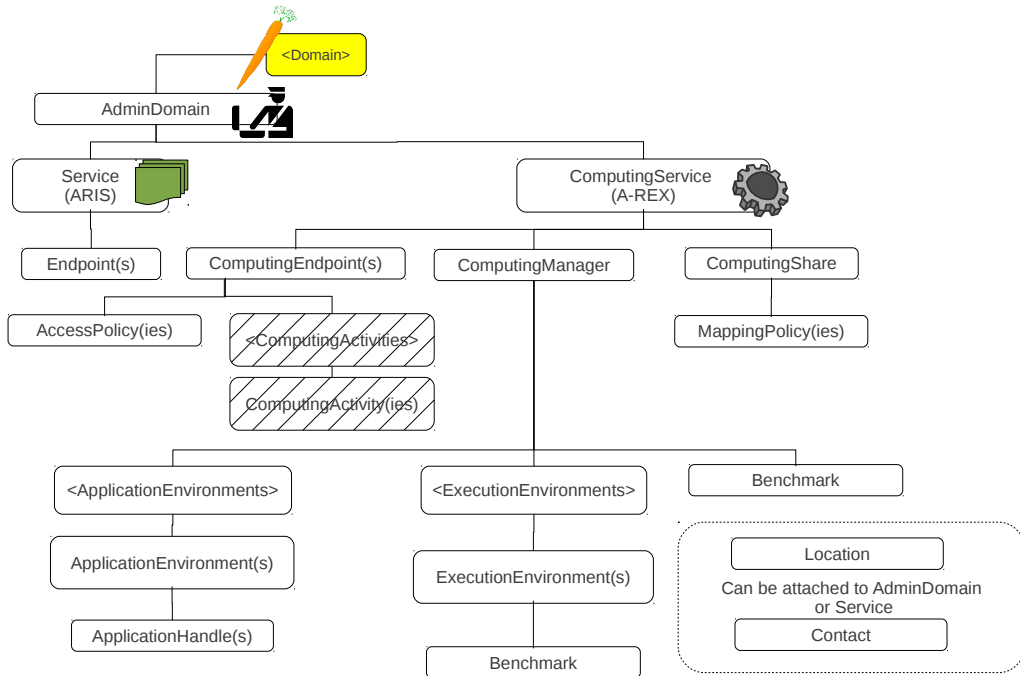 <Domain>
AdminDomain
Service
(ARIS)
ComputingService
(A-REX)
Endpoint(s)
ComputingEndpoint(s)
ComputingManager
ComputingShare
AccessPolicy(ies)
<ComputingActivities>
MappingPolicy(ies)
ComputingActivity(ies)
<ApplicationEnvironments>
<ExecutionEnvironments>
Benchmark
ApplicationEnvironment(s)
ExecutionEnvironment(s)
Location
Can be attached to AdminDomain
or Service
Contact
ApplicationHandle(s)
Benchmark